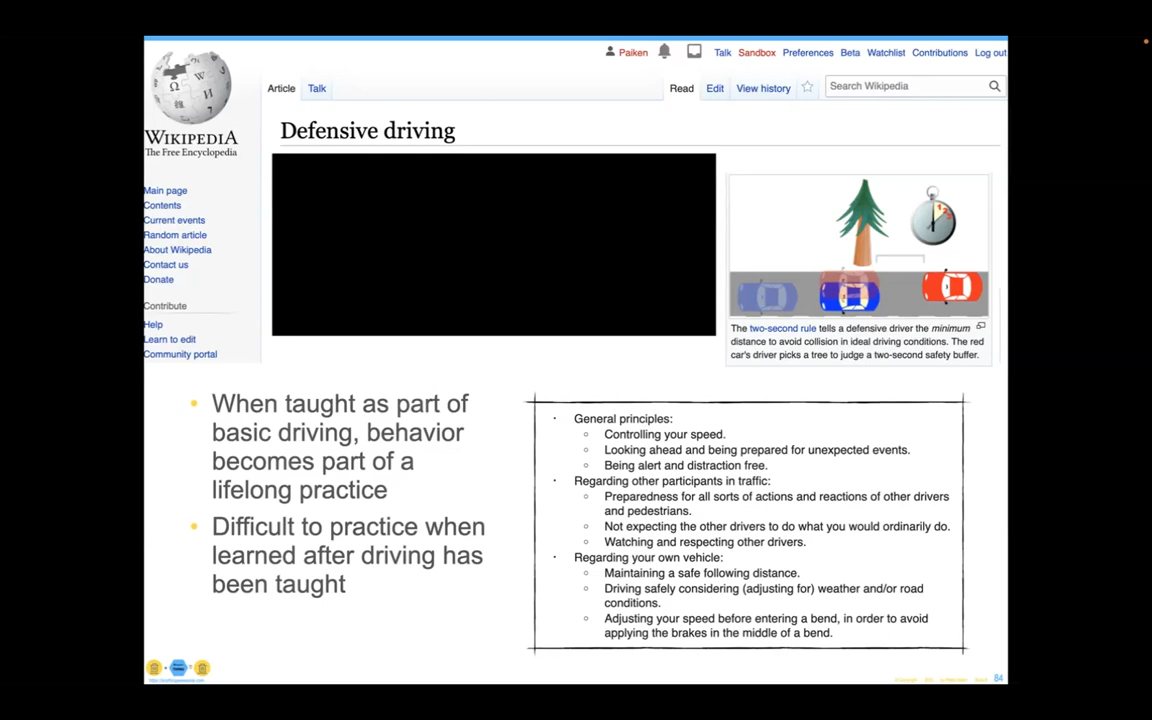 Paiken Talk Sandbox Preferences Beta Watchlist Contributions Log out
Article Talk Read Edit View history Search Wikipedia
WIKIPEDIA
The Free Encyclopedia
Defensive driving
Main page
Contents
Current events
Random article
About Wikipedia
Contact us
Donate
Contribute
Help
Learn to edit
Community portal
The two-second rule tells a defensive driver the minimum
distance to avoid collision in ideal driving conditions. The red
car's driver picks a tree to judge a two-second safety buffer.
• When taught as part of
basic driving, behavior
becomes part of a
lifelong practice
• Difficult to practice when
learned after driving has
been taught
· General principles:
○ Controlling your speed.
○ Looking ahead and being prepared for unexpected events.
○ Being alert and distraction free.
· Regarding other participants in traffic:
○ Preparedness for all sorts of actions and reactions of other drivers
and pedestrians.
○ Not expecting the other drivers to do what you would ordinarily do.
○ Watching and respecting other drivers.
· Regarding your own vehicle:
○ Maintaining a safe following distance.
○ Driving safely considering (adjusting for) weather and/or road
conditions.
○ Adjusting your speed before entering a bend, in order to avoid
applying the brakes in the middle of a bend.
84